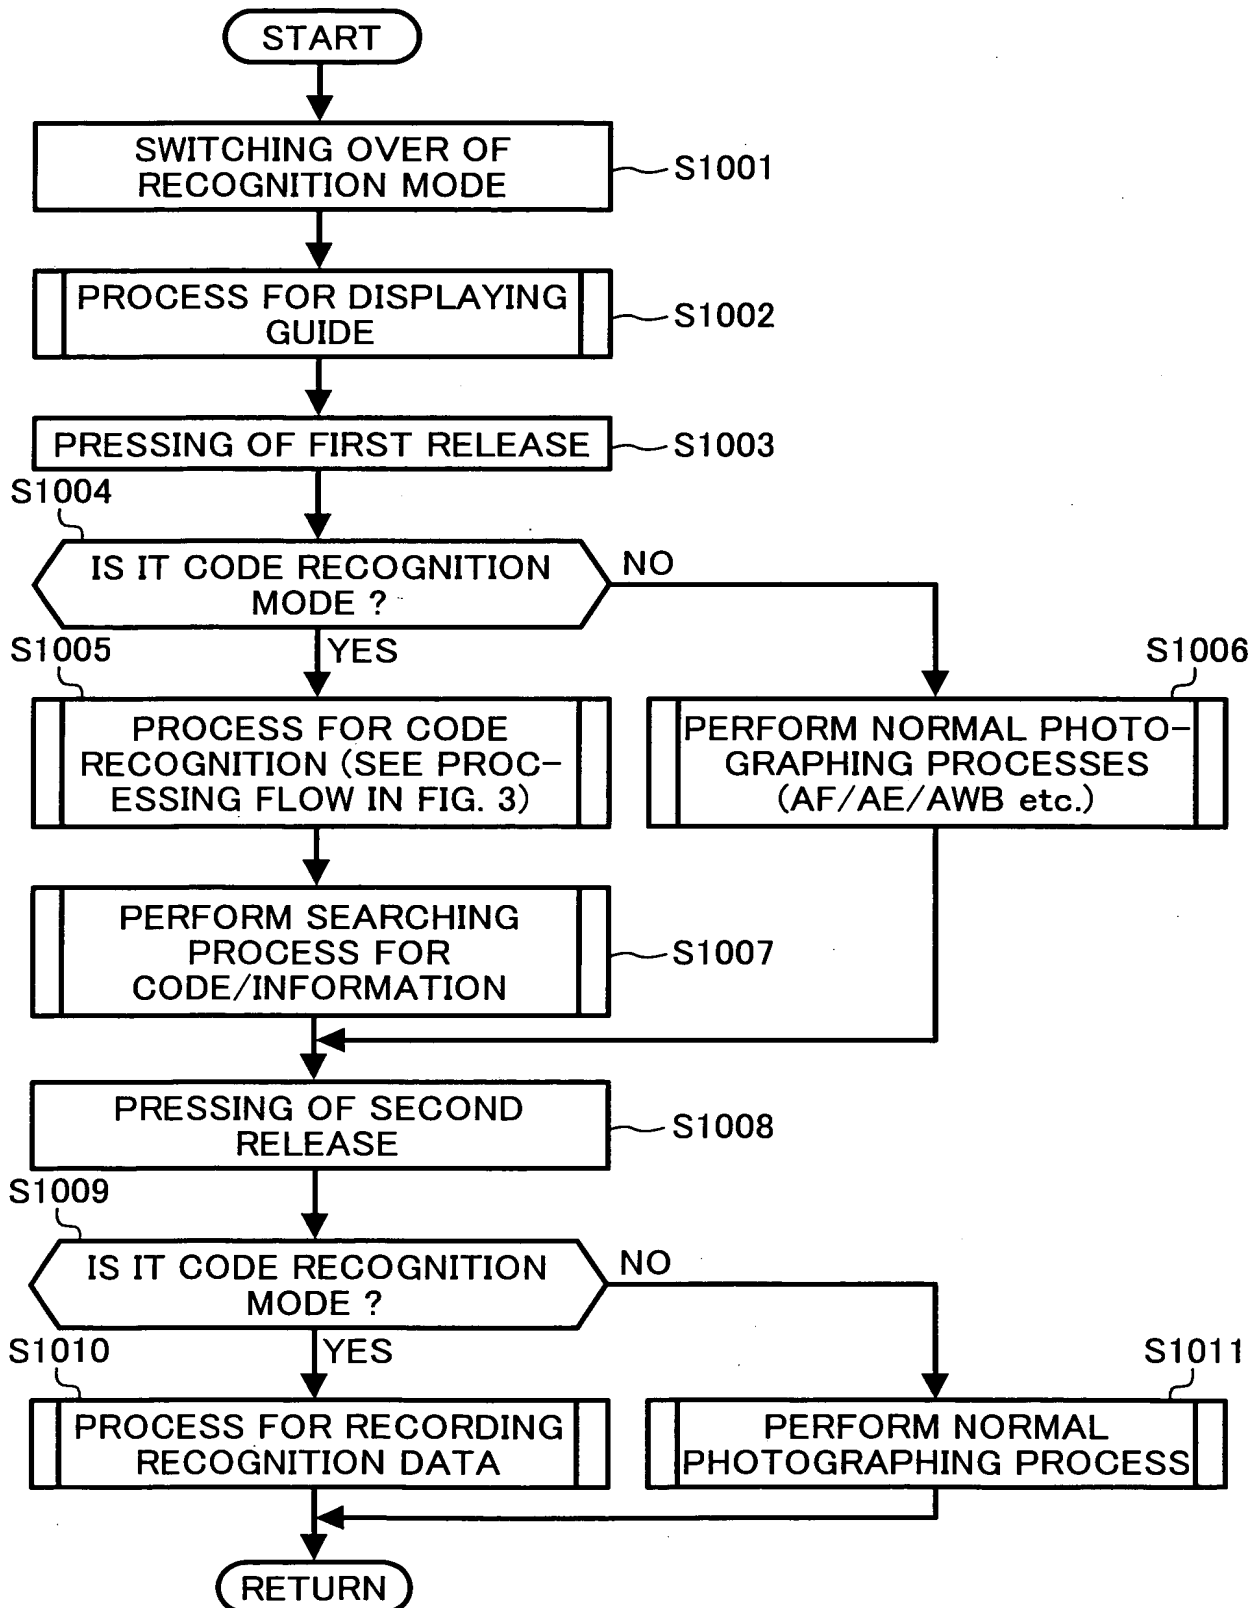 START
SWITCHING OVER OF
RECOGNITION MODE
S1001
PROCESS FOR DISPLAYING
GUIDE
S1002
PRESSING OF FIRST RELEASE
S1003
S1004
IS IT CODE RECOGNITION
MODE ?
NO
YES
S1005
PROCESS FOR CODE
RECOGNITION (SEE PROC-
ESSING FLOW IN FIG. 3)
S1006
PERFORM NORMAL PHOTO-
GRAPHING PROCESSES
(AF/AE/AWB etc.)
PERFORM SEARCHING
PROCESS FOR
CODE/INFORMATION
S1007
PRESSING OF SECOND
RELEASE
S1008
S1009
IS IT CODE RECOGNITION
MODE ?
NO
YES
S1010
PROCESS FOR RECORDING
RECOGNITION DATA
S1011
PERFORM NORMAL
PHOTOGRAPHING PROCESS
RETURN